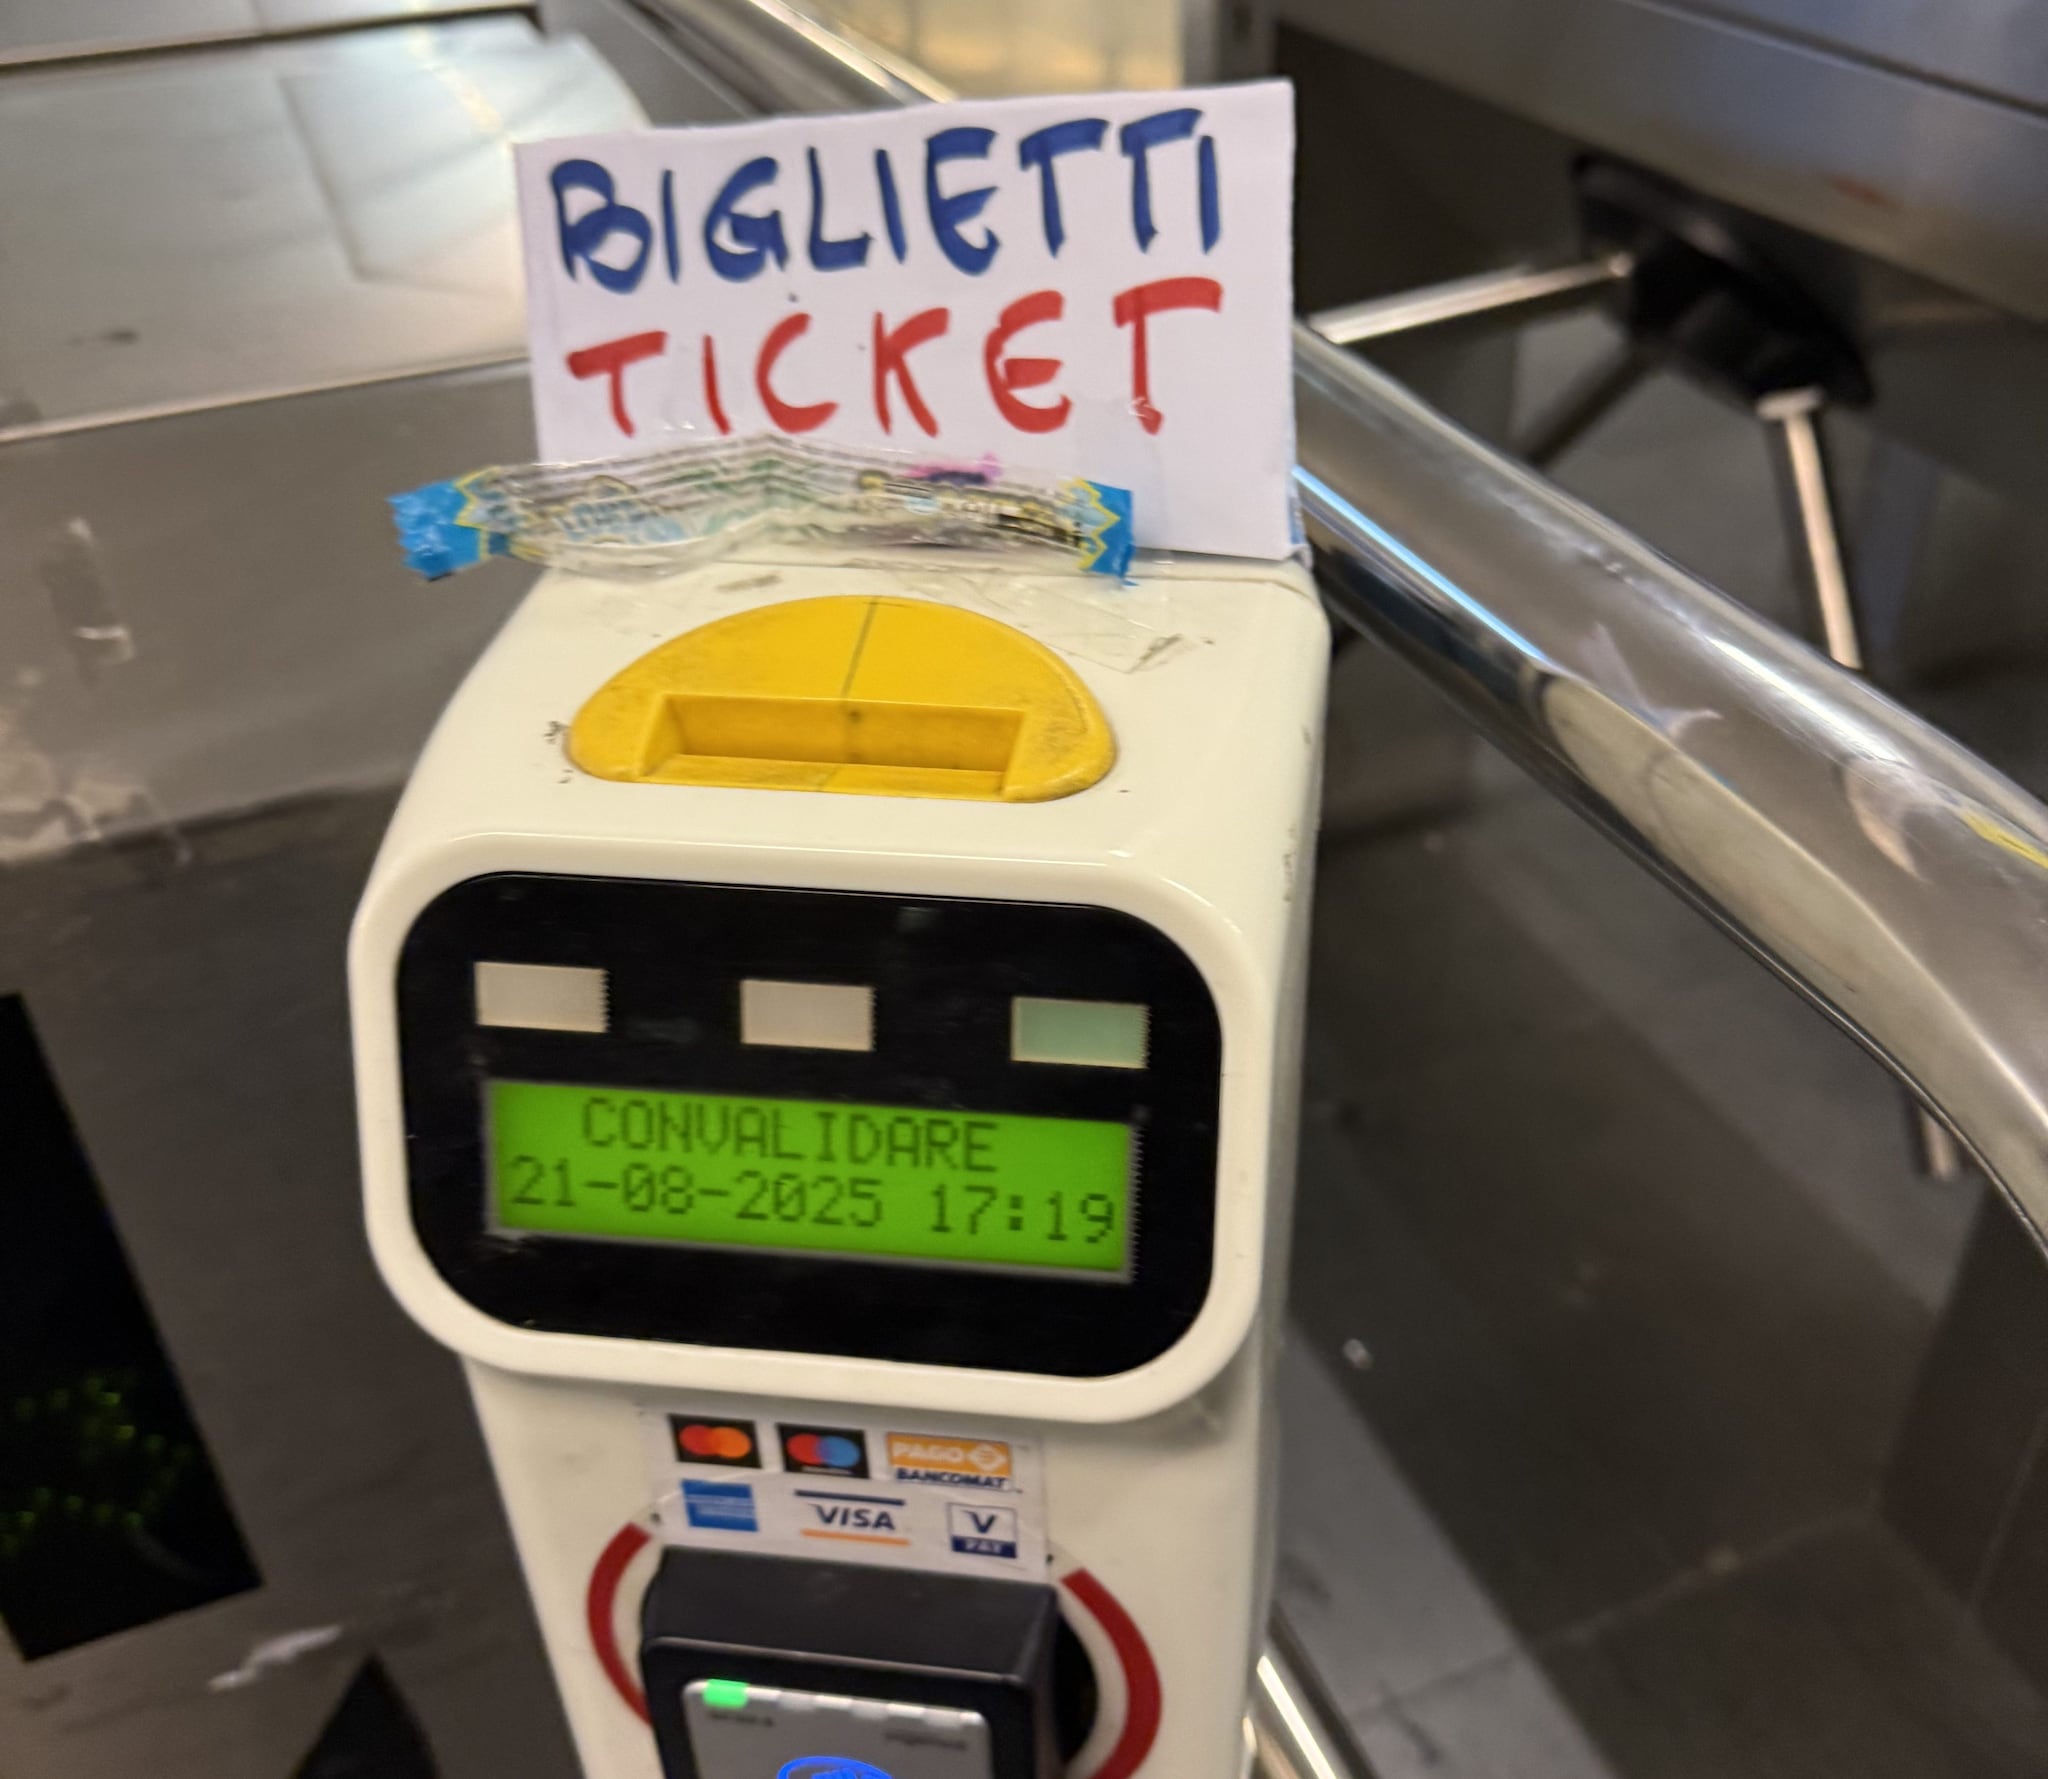 BIGLIETTI
TICKET
CONVALIDARE
21-08-2025 17:19
PAGO
BANCOMAT
VISA
V
PAY